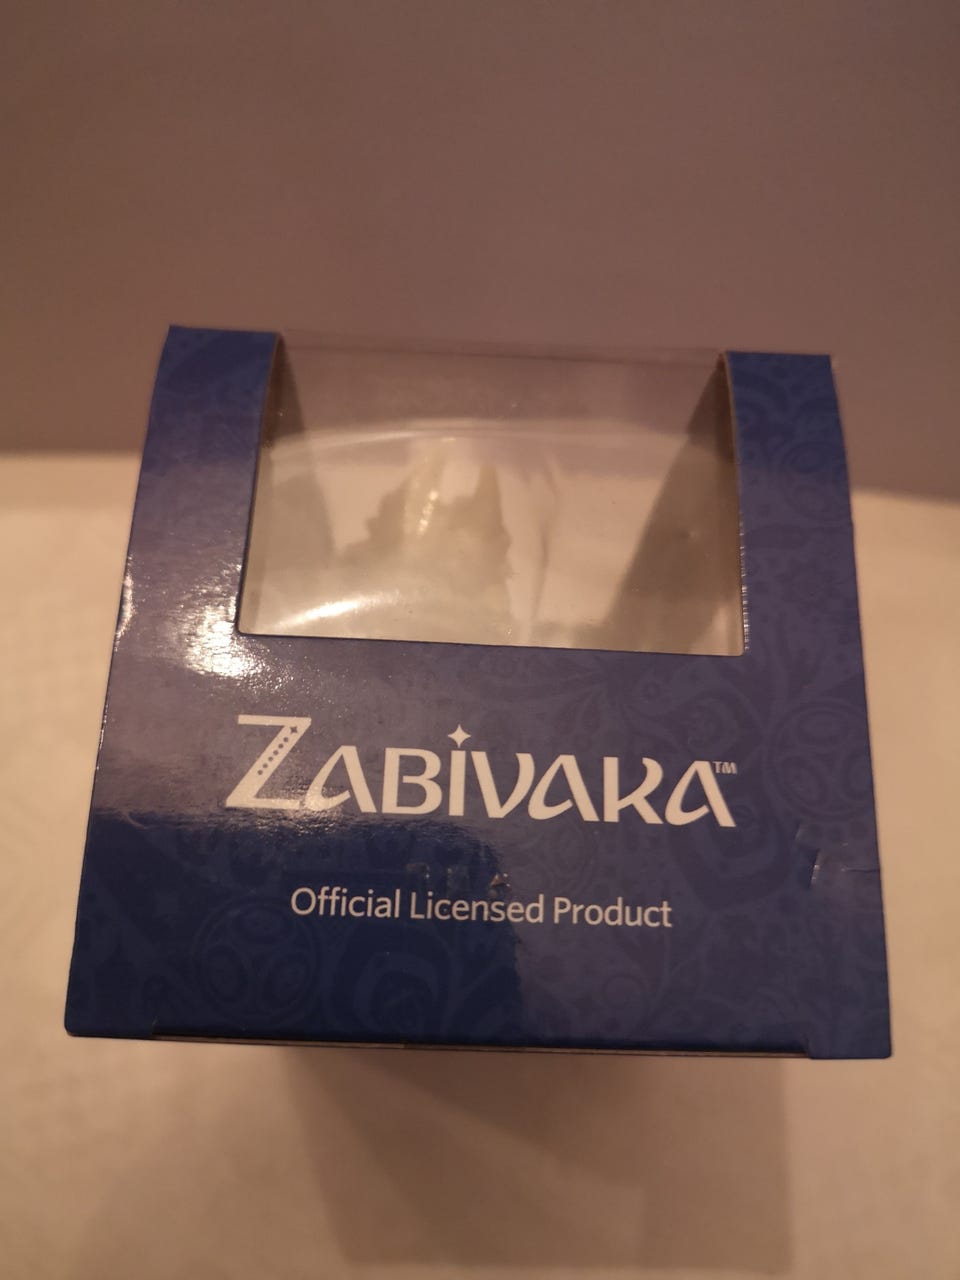 ZABIVAKA™
Official Licensed Product